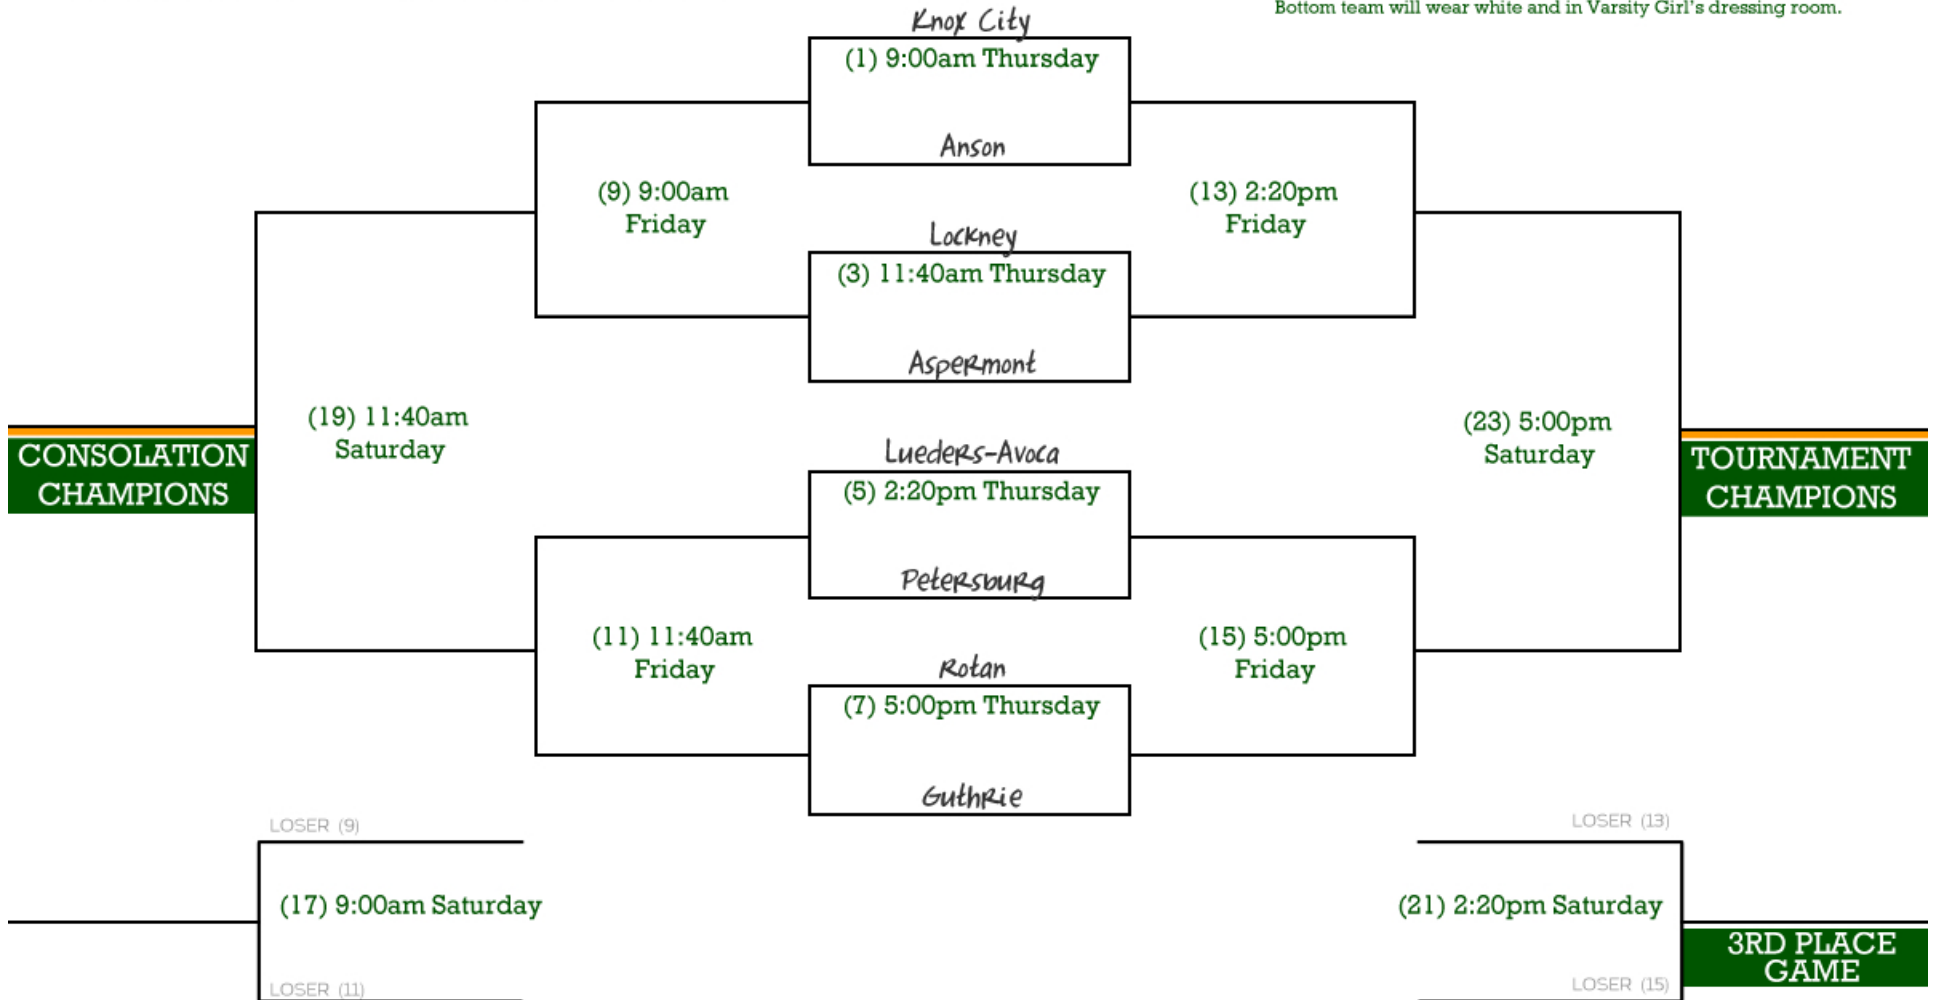 Bottom team will wear white and in Varsity Girl's dressing room.
Knox City
(1) 9:00am Thursday
Anson
(9) 9:00am
Friday
(13) 2:20pm
Friday
Lockney
(3) 11:40am Thursday
Aspermont
(19) 11:40am
Saturday
(23) 5:00pm
Saturday
CONSOLATION
CHAMPIONS
TOURNAMENT
CHAMPIONS
Lueders-Avoca
(5) 2:20pm Thursday
Petersburg
(11) 11:40am
Friday
(15) 5:00pm
Friday
Rotan
(7) 5:00pm Thursday
Guthrie
LOSER (9)
(17) 9:00am Saturday
LOSER (11)
LOSER (13)
(21) 2:20pm Saturday
LOSER (15)
3RD PLACE
GAME